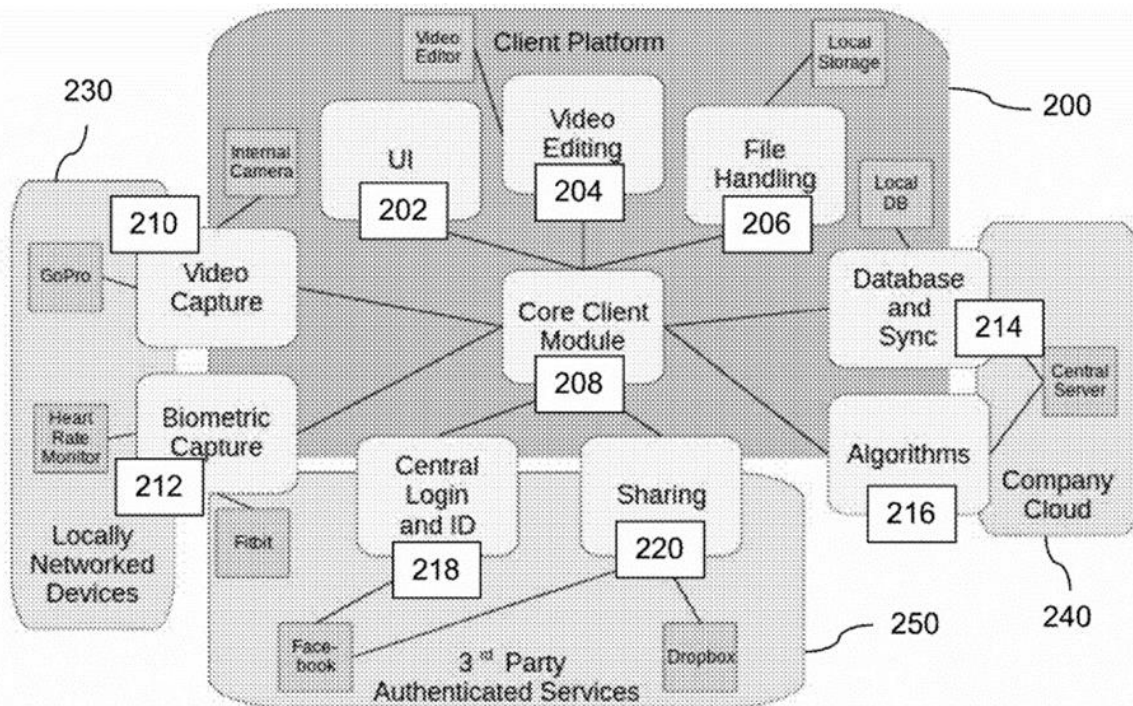 Video
Editor
Client Platform
Local
Storage
230
200
Internal
Camera
UI
202
Video
Editing
204
File
Handling
206
Local
DB
210
GoPro
Video
Capture
Core Client
Module
208
Database
and
Sync
214
Central
Server
Heart
Rate
Monitor
Biometric
Capture
212
Central
Login
and ID
218
Sharing
220
Algorithms
216
Company
Cloud
Locally
Networked
Devices
Fitbit
240
250
Face-
book
3rd Party
Authenticated Services
Dropbox